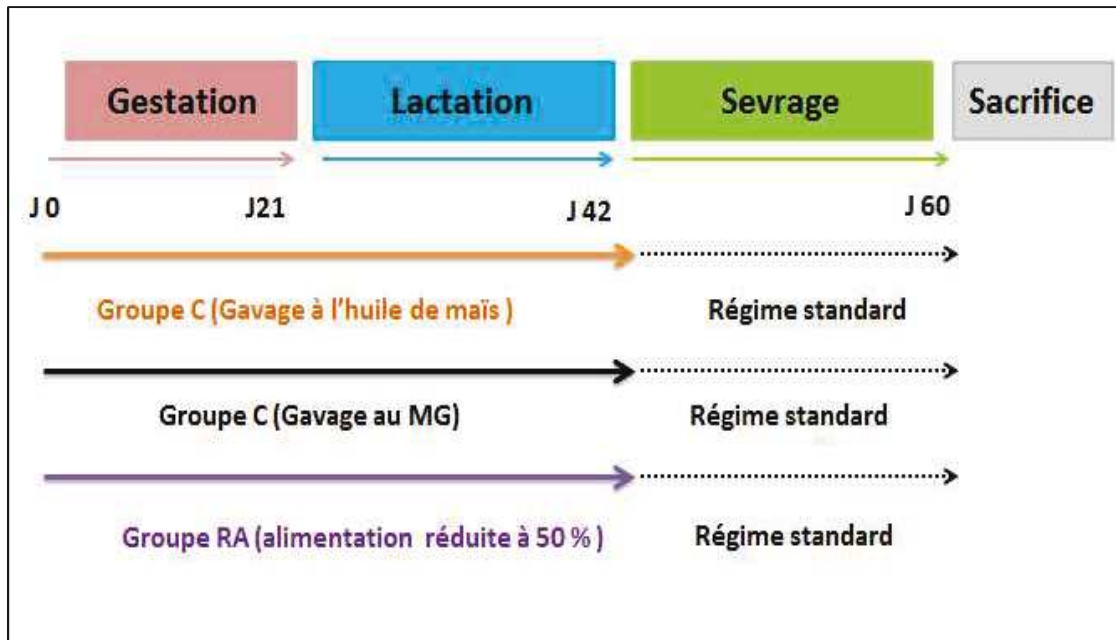 Gestation Lactation Sevrage Sacrifice
J 0 J21 J 42 J 60
Groupe C (Gavage à l'huile de maïs ) Régime standard
Groupe C (Gavage au MG) Régime standard
Groupe RA (alimentation réduite à 50 % ) Régime standard